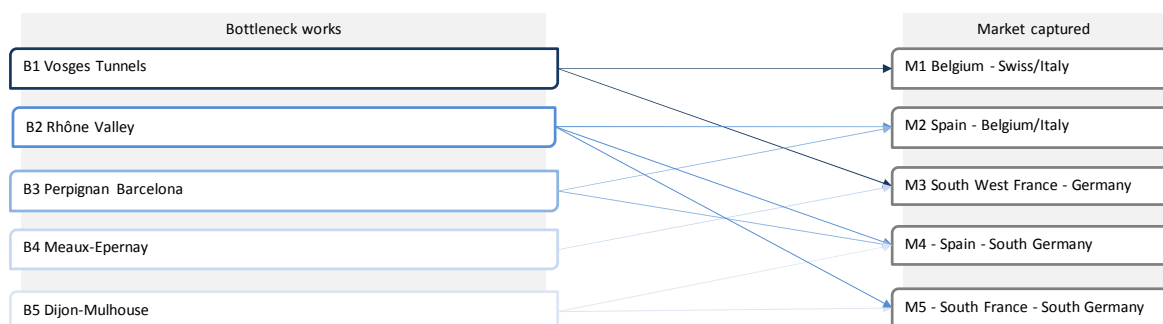 Bottleneck works
Market captured
B1 Vosges Tunnels
M1 Belgium - Swiss/Italy
B2 Rhône Valley
M2 Spain - Belgium/Italy
B3 Perpignan Barcelona
M3 South West France - Germany
B4 Meaux-Epernay
M4 - Spain - South Germany
B5 Dijon-Mulhouse
M5 - South France - South Germany